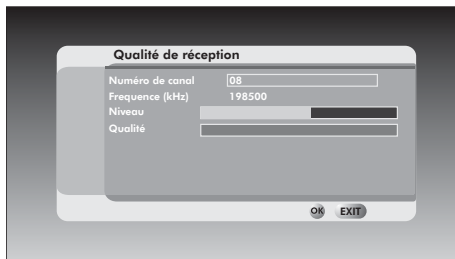 Qualité de réception
Numéro de canal 08
Frequence (kHz) 198500
Niveau
Qualité
OK EXIT